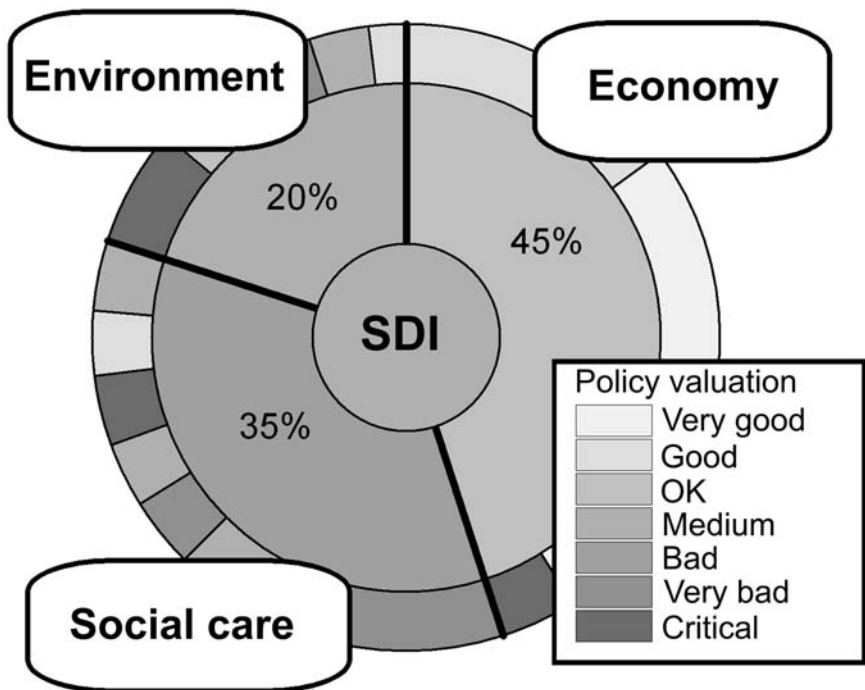 Environment
Economy
20%
45%
SDI
35%
Social care
Policy valuation
Very good
Good
OK
Medium
Bad
Very bad
Critical